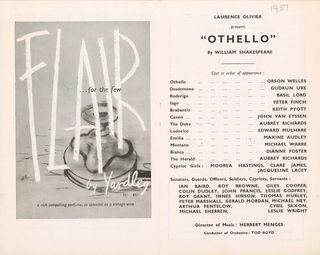 FLAIR
...for the few
by Yardley
a rich compelling perfume, as splendid as a vintage wine
1951
LAURENCE OLIVIER
presents
"OTHELLO"
By WILLIAM SHAKESPEARE
Cast in order of appearance :
Othello ORSON WELLES
Desdemona GUDRUN URE
Roderigo BASIL LORD
Iago PETER FINCH
Brabantio KEITH PYOTT
Cassio JOHN VAN EYSSEN
The Duke AUBREY RICHARDS
Lodovico EDWARD MULHARE
Emilia MAXINE AUDLEY
Montano MICHAEL WARRE
Bianca DIANNE FOSTER
The Herald AUBREY RICHARDS
Cypriot Girls : MOOREA HASTINGS, CLARE JAMES,
JACQUELINE LACEY
Senators, Guards, Officers, Soldiers, Cypriots, Servants :
IAN BAIRD, ROY BROWNE, GILES COOPER,
COLIN DUDLEY, JOHN FRANCIS, LESLIE GODFREY,
ROY GRANT, INNIS HIRSON, THOMAS HURLEY,
PETER MARSHALL, GERALD MORDAN, MICHAEL NEY,
ARTHUR PENTELOW, CYRIL SAXON,
MICHAEL SHERREN, LESLIE WRIGHT
Director of Music : HERBERT MENGES
Conductor of Orchestra : TOD BOYD